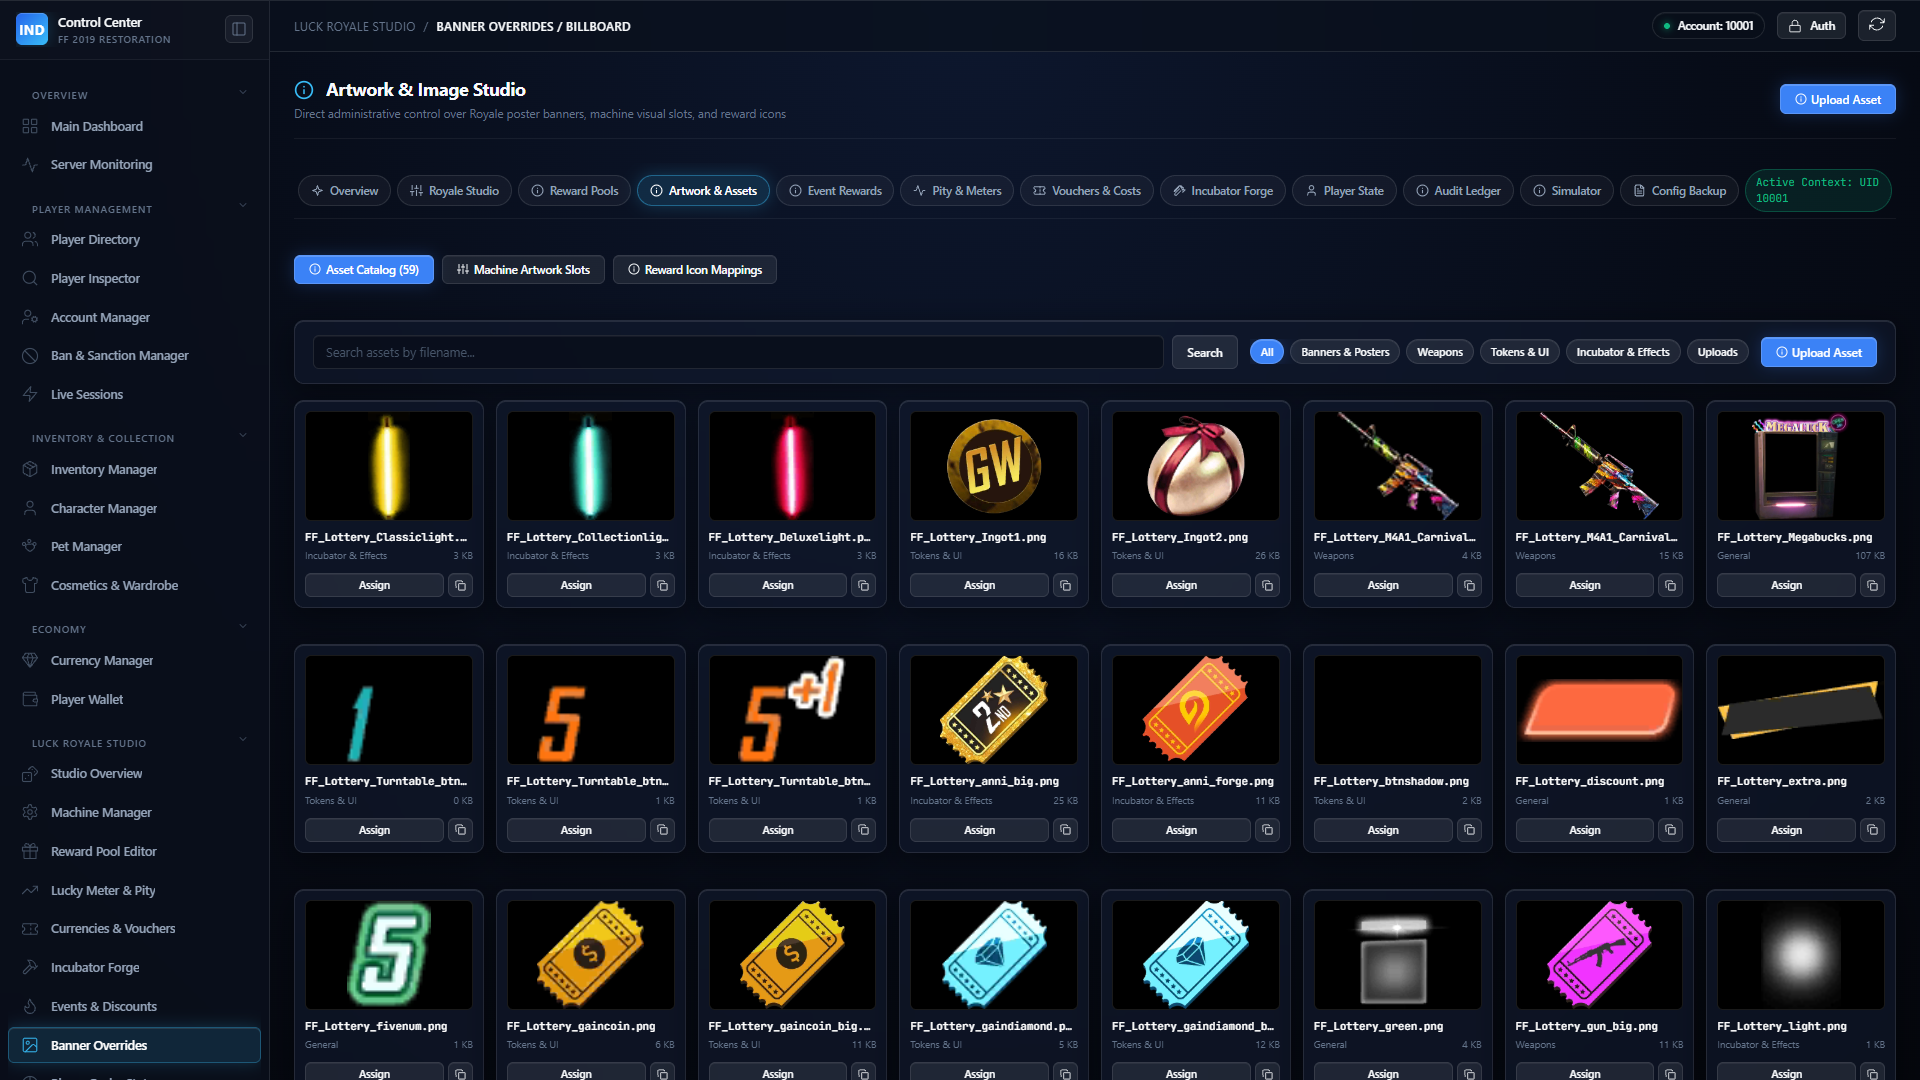 IND
Control Center
FF 2019 RESTORATION
LUCK ROYALE STUDIO / BANNER OVERRIDES / BILLBOARD
Account: 10001
Auth
OVERVIEW
Main Dashboard
Server Monitoring
PLAYER MANAGEMENT
Player Directory
Player Inspector
Account Manager
Ban & Sanction Manager
Live Sessions
INVENTORY & COLLECTION
Inventory Manager
Character Manager
Pet Manager
Cosmetics & Wardrobe
ECONOMY
Currency Manager
Player Wallet
LUCK ROYALE STUDIO
Studio Overview
Machine Manager
Reward Pool Editor
Lucky Meter & Pity
Currencies & Vouchers
Incubator Forge
Events & Discounts
Banner Overrides
Artwork & Image Studio
Direct administrative control over Royale poster banners, machine visual slots, and reward icons
Upload Asset
Overview
Royale Studio
Reward Pools
Artwork & Assets
Event Rewards
Pity & Meters
Vouchers & Costs
Incubator Forge
Player State
Audit Ledger
Simulator
Config Backup
Active Context: UID
10001
Asset Catalog (59)
Machine Artwork Slots
Reward Icon Mappings
Search assets by filename...
Search
All
Banners & Posters
Weapons
Tokens & UI
Incubator & Effects
Uploads
Upload Asset
GW
MEGABUCK
FF_Lottery_Classiclight....
Incubator & Effects 3 KB
Assign
FF_Lottery_Collectionlig...
Incubator & Effects 3 KB
Assign
FF_Lottery_Deluxelight.p...
Incubator & Effects 3 KB
Assign
FF_Lottery_Ingot1.png
Tokens & UI 16 KB
Assign
FF_Lottery_Ingot2.png
Tokens & UI 26 KB
Assign
FF_Lottery_M4A1_Carnival...
Weapons 4 KB
Assign
FF_Lottery_M4A1_Carnival...
Weapons 15 KB
Assign
FF_Lottery_Megabucks.png
General 107 KB
Assign
1
5
5+1
2ND
FF_Lottery_Turntable_btn...
Tokens & UI 0 KB
Assign
FF_Lottery_Turntable_btn...
Tokens & UI 1 KB
Assign
FF_Lottery_Turntable_btn...
Tokens & UI 1 KB
Assign
FF_Lottery_anni_big.png
Incubator & Effects 25 KB
Assign
FF_Lottery_anni_forge.png
Incubator & Effects 11 KB
Assign
FF_Lottery_btnshadow.png
Tokens & UI 2 KB
Assign
FF_Lottery_discount.png
General 1 KB
Assign
FF_Lottery_extra.png
General 2 KB
Assign
5
$
$
FF_Lottery_fivenum.png
General 1 KB
Assign
FF_Lottery_gaincoin.png
Tokens & UI 6 KB
Assign
FF_Lottery_gaincoin_big....
Tokens & UI 11 KB
Assign
FF_Lottery_gaindiamond.p...
Tokens & UI 5 KB
Assign
FF_Lottery_gaindiamond_b...
Tokens & UI 12 KB
Assign
FF_Lottery_green.png
General 4 KB
Assign
FF_Lottery_gun_big.png
Weapons 11 KB
Assign
FF_Lottery_light.png
Incubator & Effects 1 KB
Assign